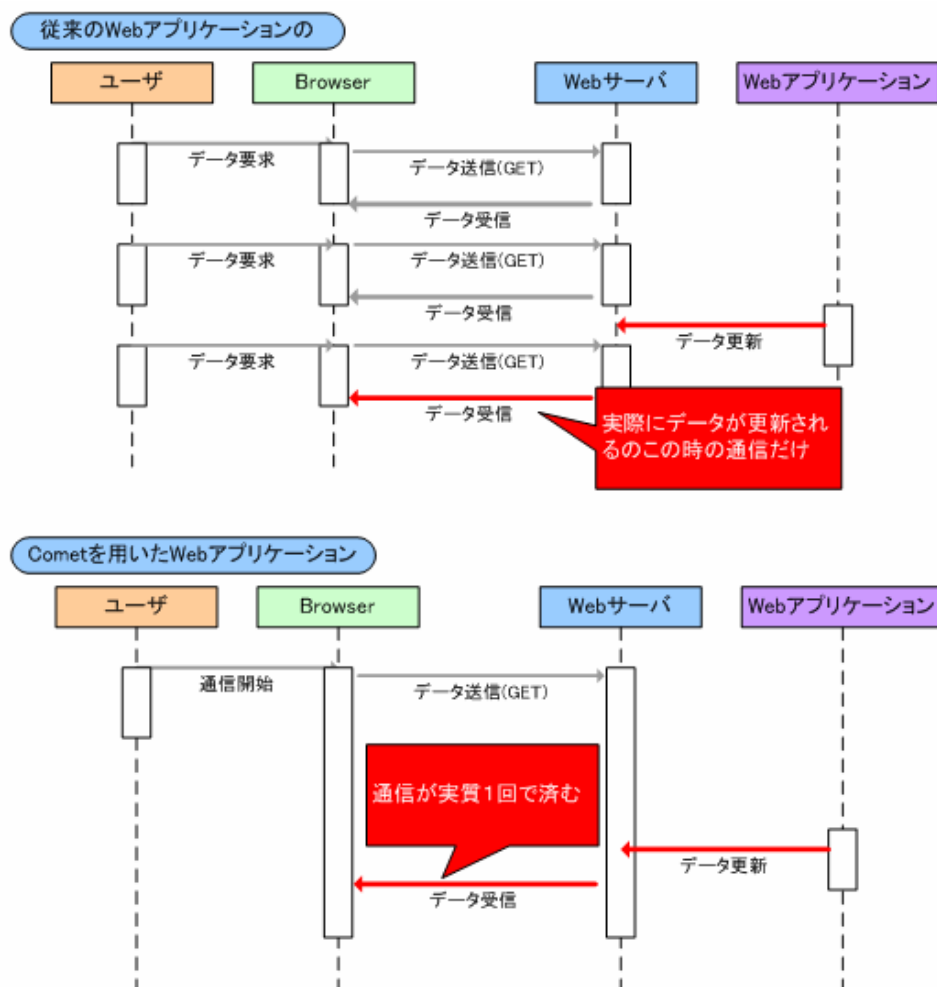 従来のWebアプリケーションの
ユーザ
Browser
Webサーバ
Webアプリケーション
データ要求
データ送信(GET)
データ受信
データ要求
データ送信(GET)
データ受信
データ更新
データ要求
データ送信(GET)
データ受信
実際にデータが更新され
るのこの時の通信だけ
Cometを用いたWebアプリケーション
ユーザ
Browser
Webサーバ
Webアプリケーション
通信開始
データ送信(GET)
通信が実質1回で済む
データ更新
データ受信